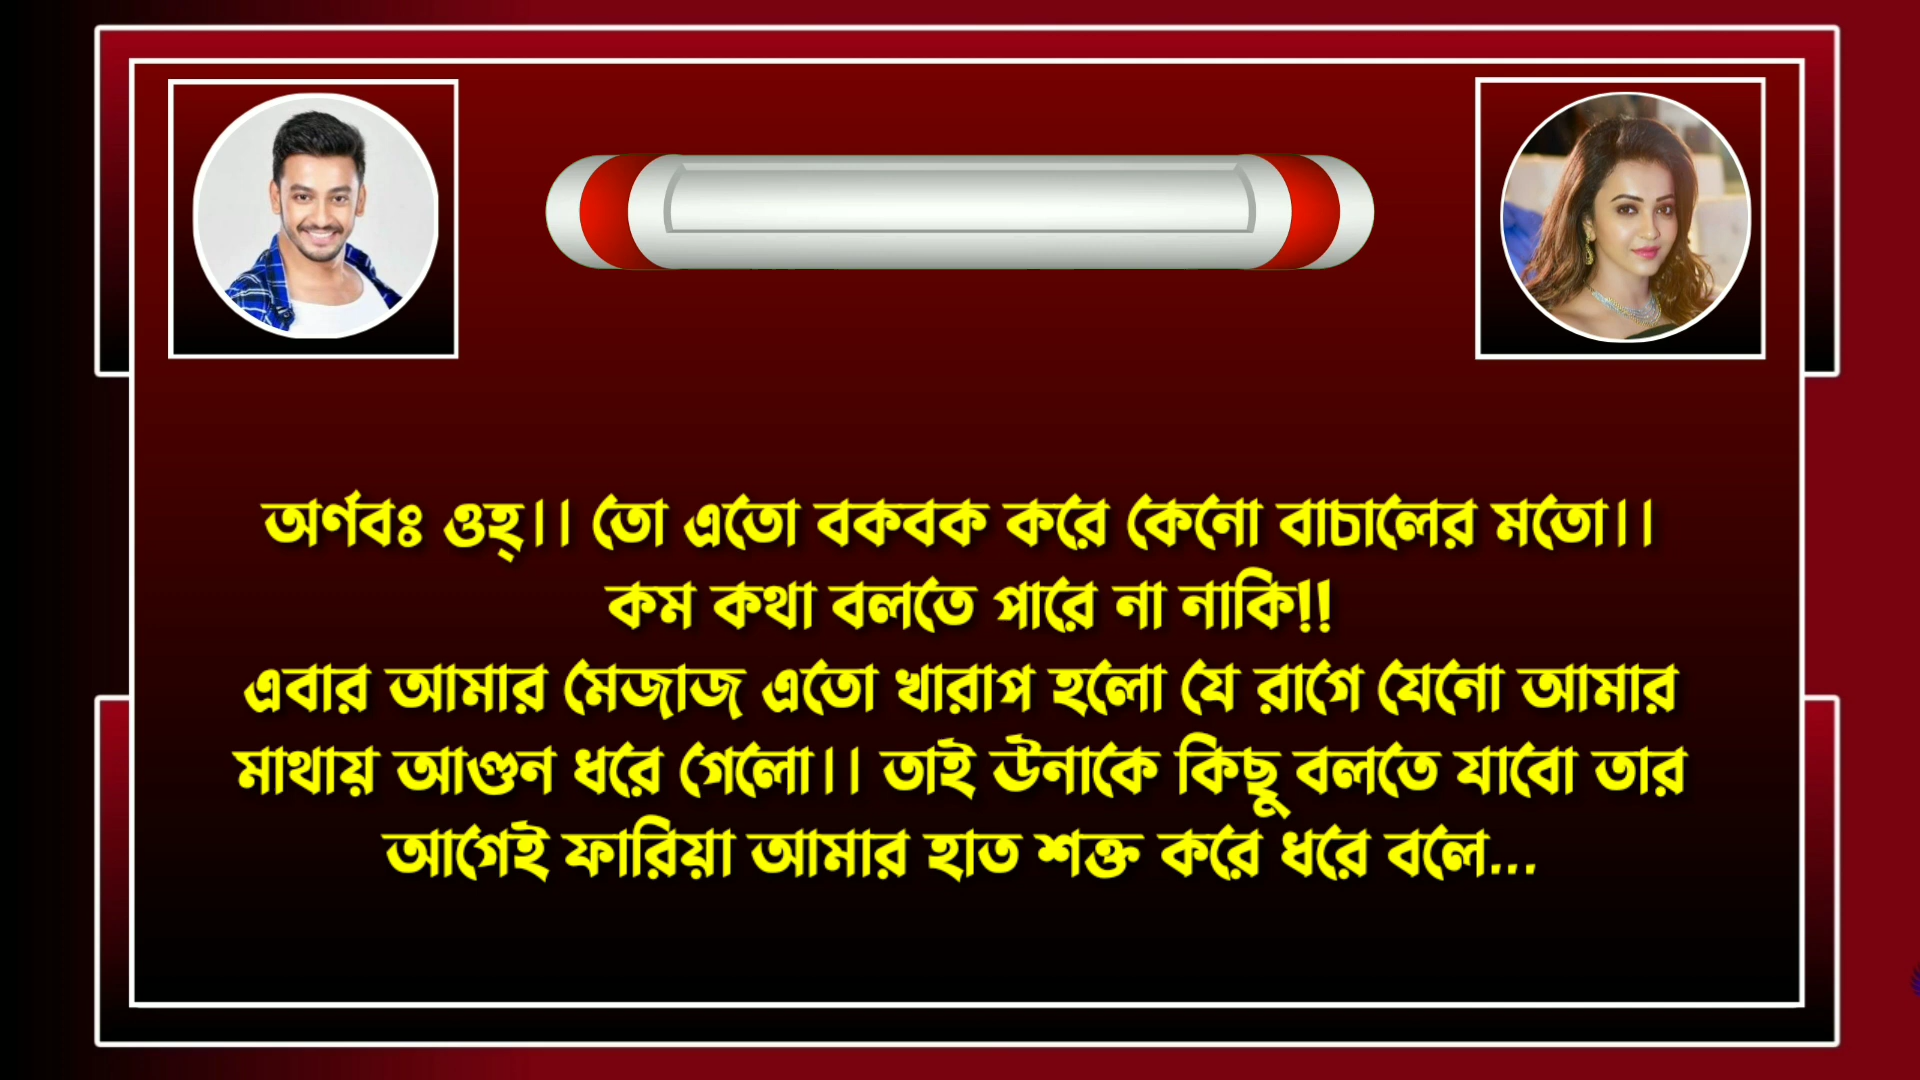 অর্ণবঃ ওহ্।। তো এতো বকবক করে কেনো বাচালের মতো।।
কম কথা বলতে পারে না নাকি!!
এবার আমার মেজাজ এতো খারাপ হলো যে রাগে যেনো আমার
মাথায় আগুন ধরে গেলো।। তাই উনাকে কিছু বলতে যাবো তার
আগেই ফারিয়া আমার হাত শক্ত করে ধরে বলে...